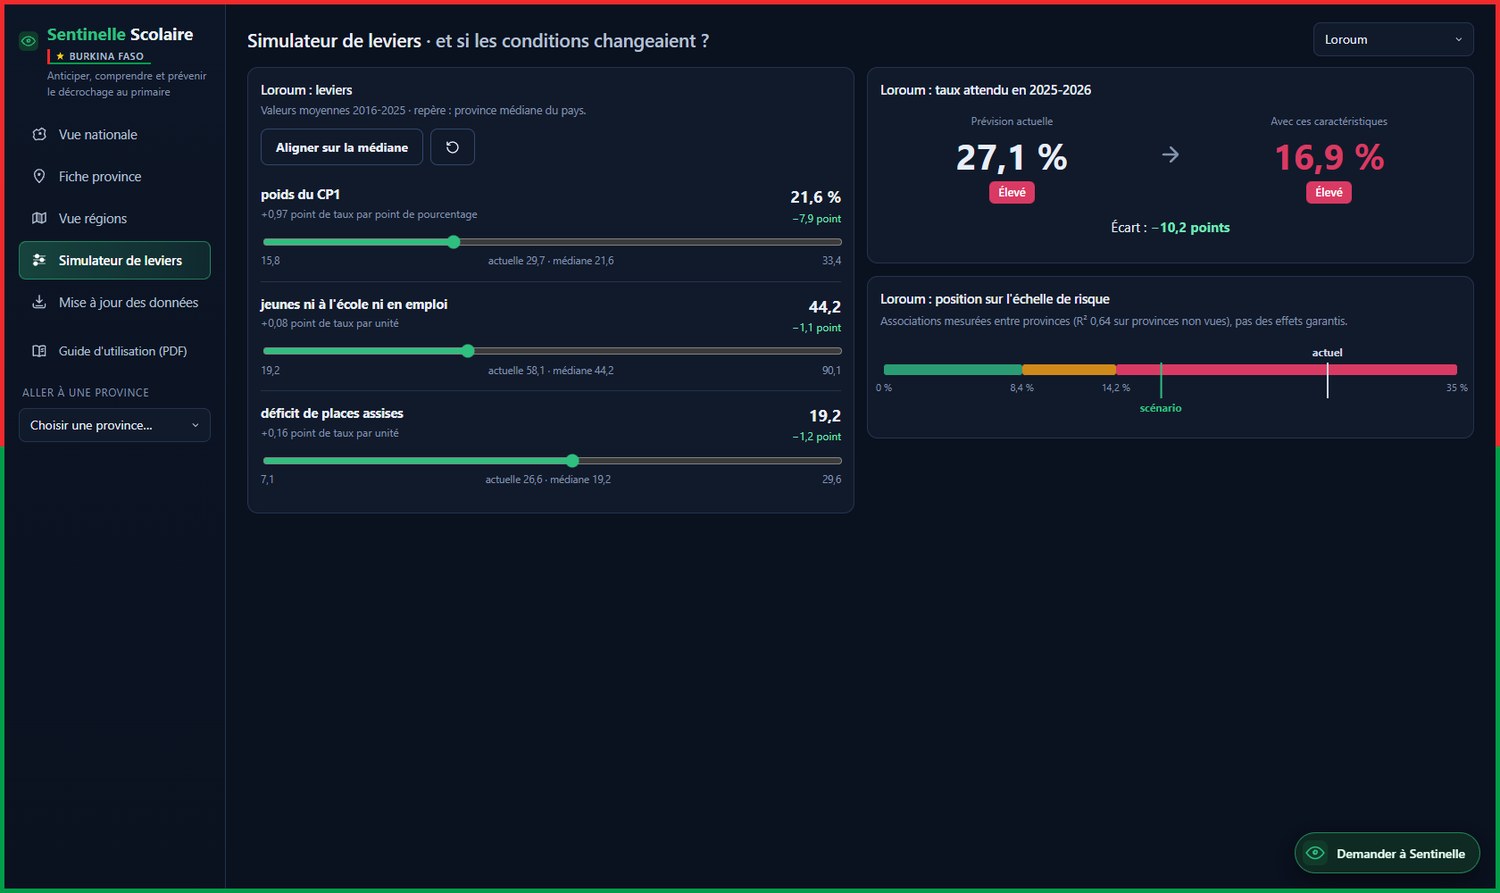 Sentinelle Scolaire
★ BURKINA FASO
Anticiper, comprendre et prévenir
le décrochage au primaire
Vue nationale
Fiche province
Vue régions
Simulateur de leviers
Mise à jour des données
Guide d'utilisation (PDF)
ALLER À UNE PROVINCE
Choisir une province...
Simulateur de leviers · et si les conditions changeaient ?
Loroum
Loroum : leviers
Valeurs moyennes 2016-2025 · repère : province médiane du pays.
Aligner sur la médiane
poids du CP1
21,6 %
+0,97 point de taux par point de pourcentage
−7,9 point
15,8
actuelle 29,7 · médiane 21,6
33,4
jeunes ni à l'école ni en emploi
44,2
+0,08 point de taux par unité
−1,1 point
19,2
actuelle 58,1 · médiane 44,2
90,1
déficit de places assises
19,2
+0,16 point de taux par unité
−1,2 point
7,1
actuelle 26,6 · médiane 19,2
29,6
Loroum : taux attendu en 2025-2026
Prévision actuelle
27,1 %
Élevé
→
Avec ces caractéristiques
16,9 %
Élevé
Écart : −10,2 points
Loroum : position sur l'échelle de risque
Associations mesurées entre provinces (R² 0,64 sur provinces non vues), pas des effets garantis.
actuel
0 %
8,4 %
14,2 %
35 %
scénario
Demander à Sentinelle